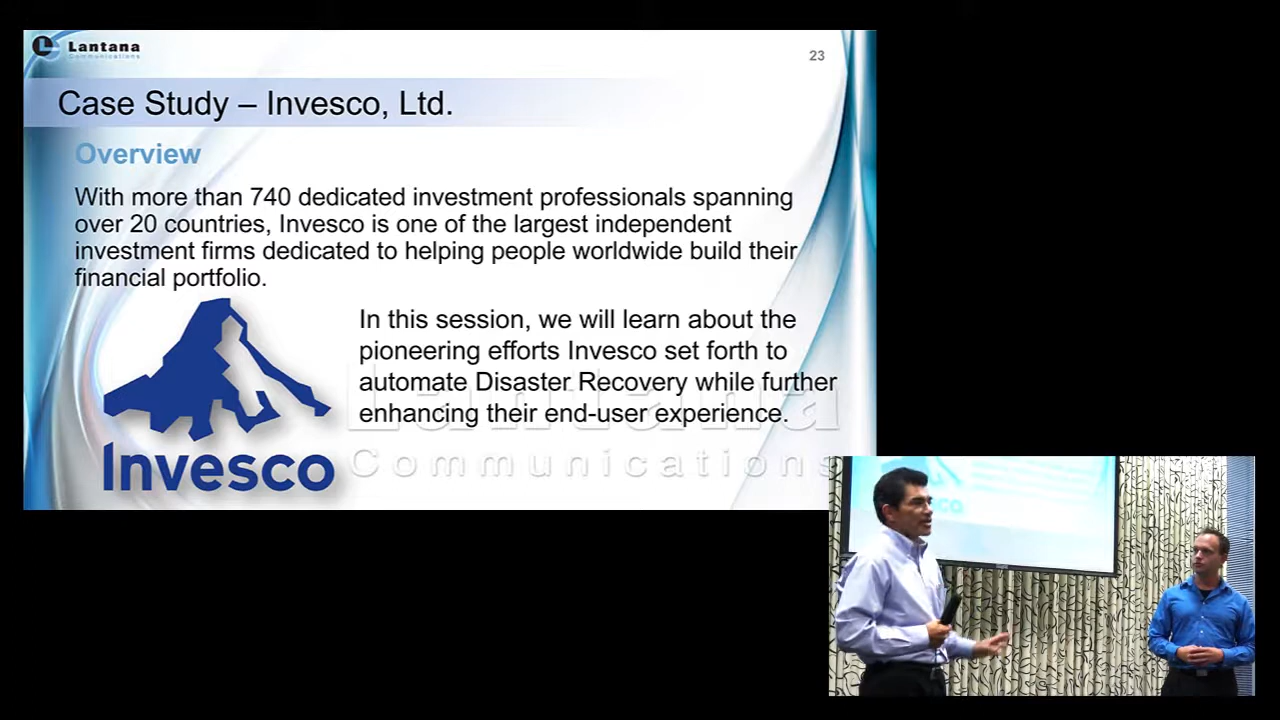 Lantana
Communications
23
Case Study – Invesco, Ltd.
Overview
With more than 740 dedicated investment professionals spanning
over 20 countries, Invesco is one of the largest independent
investment firms dedicated to helping people worldwide build their
financial portfolio.
In this session, we will learn about the
pioneering efforts Invesco set forth to
automate Disaster Recovery while further
enhancing their end-user experience.
Lantana
Communications
Invesco